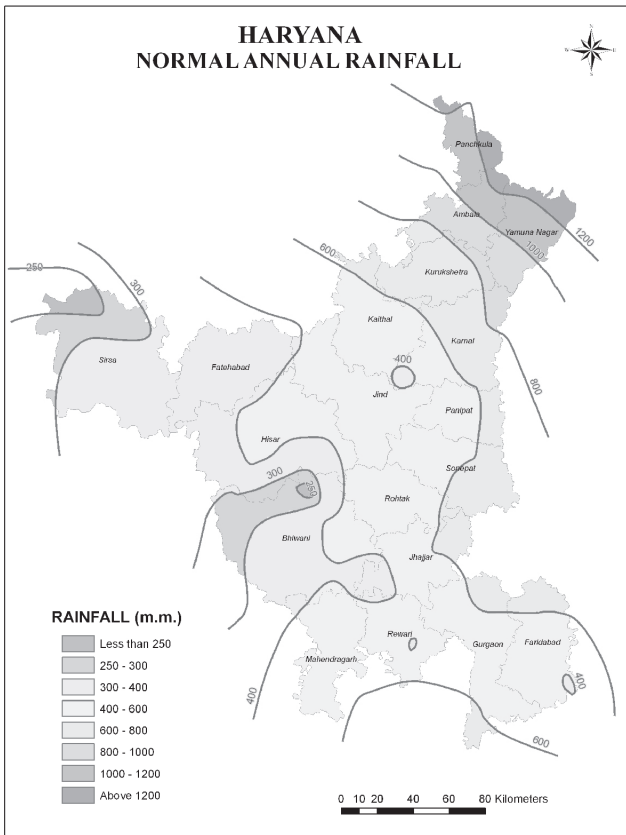 HARYANA
NORMAL ANNUAL RAINFALL
N
W E
S
Panchkula
Ambala
Yamuna Nagar
1200
1000
Kurukshetra
600
250
300
Kaithal
Karnal
Sirsa
Fatehabad
400
800
Jind
Panipat
Hisar
300
Sonepat
250
Rohtak
Bhiwani
Jhajjar
Rewari
Gurgaon
Faridabad
Mahendragarh
400
400
600
RAINFALL (m.m.)
Less than 250
250 - 300
300 - 400
400 - 600
600 - 800
800 - 1000
1000 - 1200
Above 1200
0 10 20 40 60 80 Kilometers